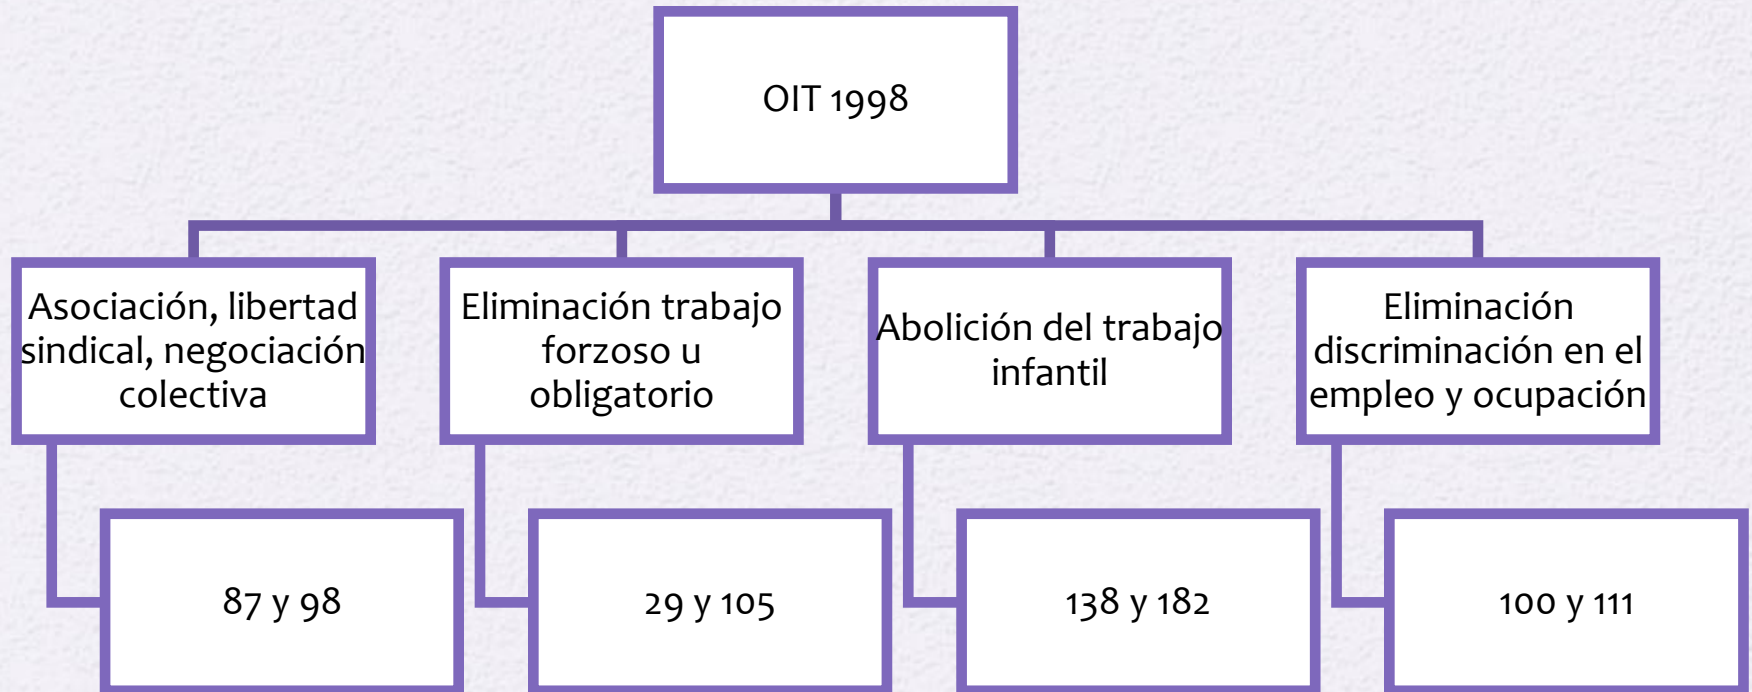 OIT 1998
Asociación, libertad
sindical, negociación
colectiva
Eliminación trabajo
forzoso u
obligatorio
Abolición del trabajo
infantil
Eliminación
discriminación en el
empleo y ocupación
87 y 98
29 y 105
138 y 182
100 y 111